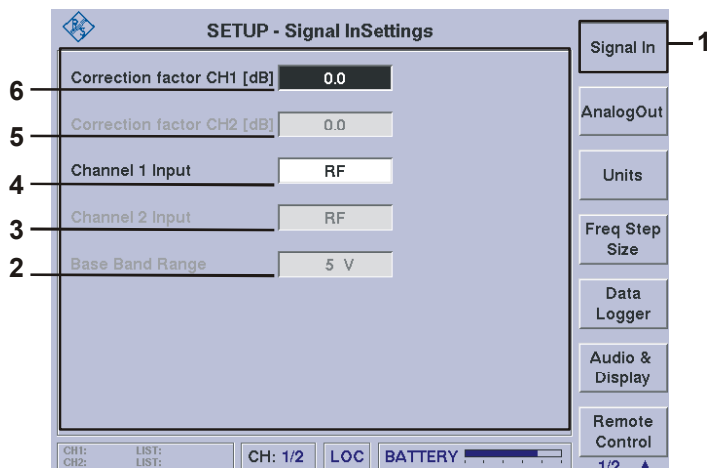 R&S
SETUP - Signal InSettings
Signal In
1
6
Correction factor CH1 [dB]
0.0
5
Correction factor CH2 [dB]
0.0
4
Channel 1 Input
RF
3
Channel 2 Input
RF
2
Base Band Range
5 V
AnalogOut
Units
Freq Step
Size
Data
Logger
Audio &
Display
Remote
Control
1/2
CH1: LIST:
CH2: LIST:
CH: 1/2
LOC
BATTERY